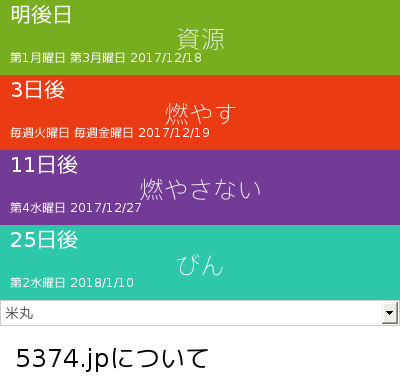 明後日
資源
第1月曜日 第3月曜日 2017/12/18
3日後
燃やす
毎週火曜日 毎週金曜日 2017/12/19
11日後
燃やさない
第4水曜日 2017/12/27
25日後
びん
第2水曜日 2018/1/10
米丸
5374.jpについて